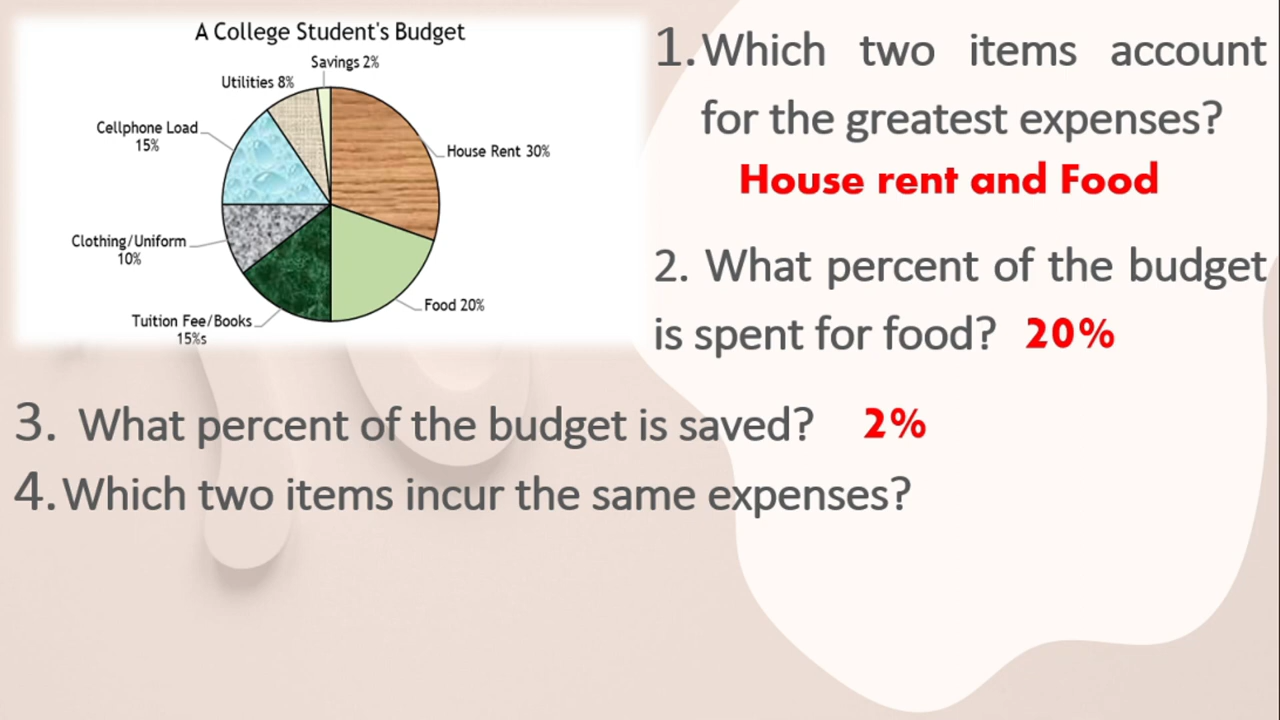 A College Student's Budget
Savings 2%
Utilities 8%
Cellphone Load
15%
House Rent 30%
Clothing/Uniform
10%
Food 20%
Tuition Fee/Books
15%s
1. Which two items account
for the greatest expenses?
House rent and Food
2. What percent of the budget
is spent for food? 20%
3. What percent of the budget is saved? 2%
4. Which two items incur the same expenses?